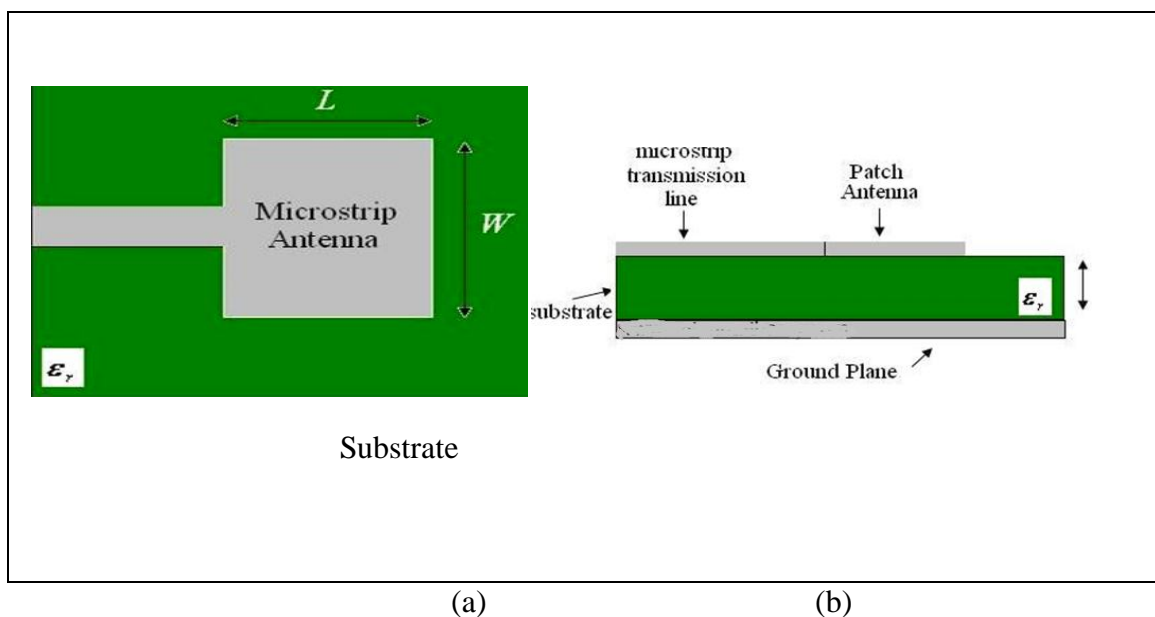 L
Microstrip
Antenna
W
εr
Substrate
microstrip
transmission
line
Patch
Antenna
substrate
εr
Ground Plane
(a) (b)